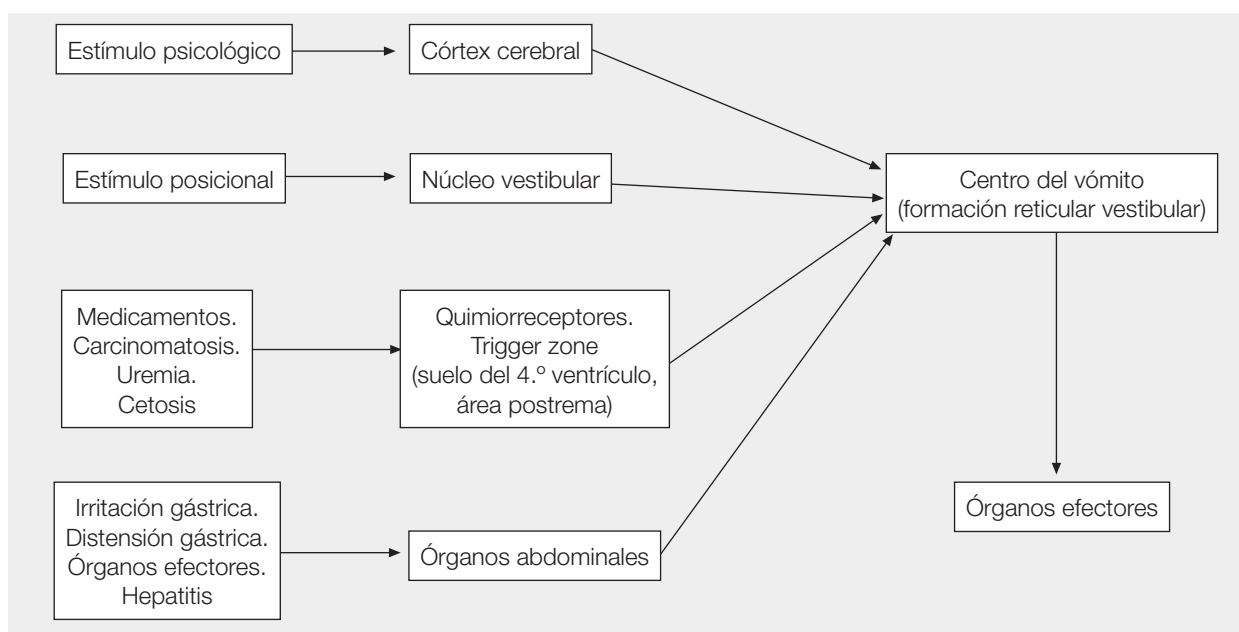 Estímulo psicológico
Córtex cerebral
Estímulo posicional
Núcleo vestibular
Centro del vómito
(formación reticular vestibular)
Medicamentos.
Carcinomatosis.
Uremia.
Cetosis
Quimiorreceptores.
Trigger zone
(suelo del 4.º ventrículo,
área postrema)
Irritación gástrica.
Distensión gástrica.
Órganos efectores.
Hepatitis
Órganos abdominales
Órganos efectores